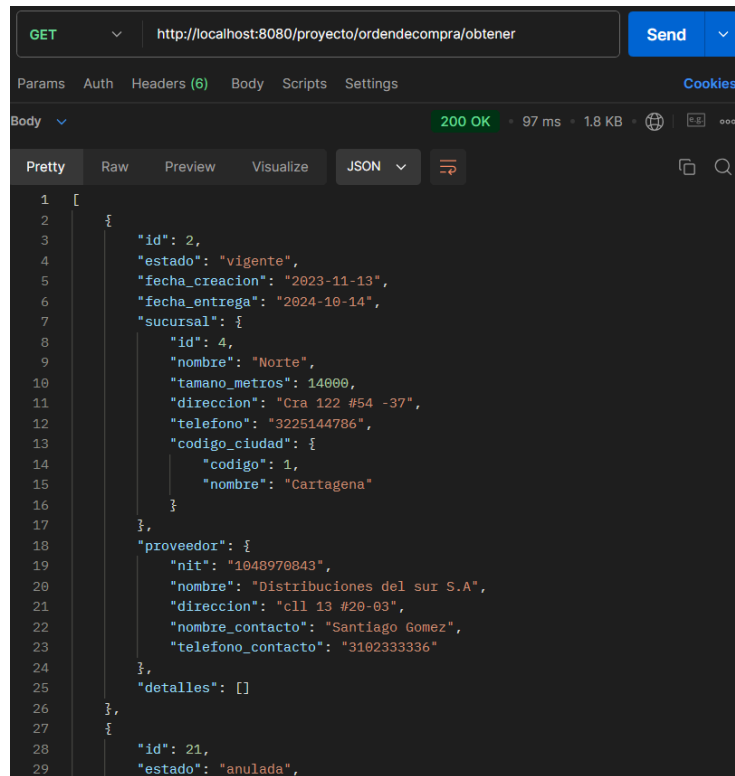 GET http://localhost:8080/proyecto/ordendecompra/obtener Send
Params Auth Headers (6) Body Scripts Settings Cookies
Body 200 OK • 97 ms • 1.8 KB • e.g. ooo
Pretty Raw Preview Visualize JSON
1 [
2 {
3 "id": 2,
4 "estado": "vigente",
5 "fecha_creacion": "2023-11-13",
6 "fecha_entrega": "2024-10-14",
7 "sucursal": {
8 "id": 4,
9 "nombre": "Norte",
10 "tamano_metros": 14000,
11 "direccion": "Cra 122 #54 -37",
12 "telefono": "3225144786",
13 "codigo_ciudad": {
14 "codigo": 1,
15 "nombre": "Cartagena"
16 }
17 },
18 "proveedor": {
19 "nit": "1048970843",
20 "nombre": "Distribuciones del sur S.A",
21 "direccion": "cll 13 #20-03",
22 "nombre_contacto": "Santiago Gomez",
23 "telefono_contacto": "3102333336"
24 },
25 "detalles": []
26 },
27 {
28 "id": 21,
29 "estado": "anulada",